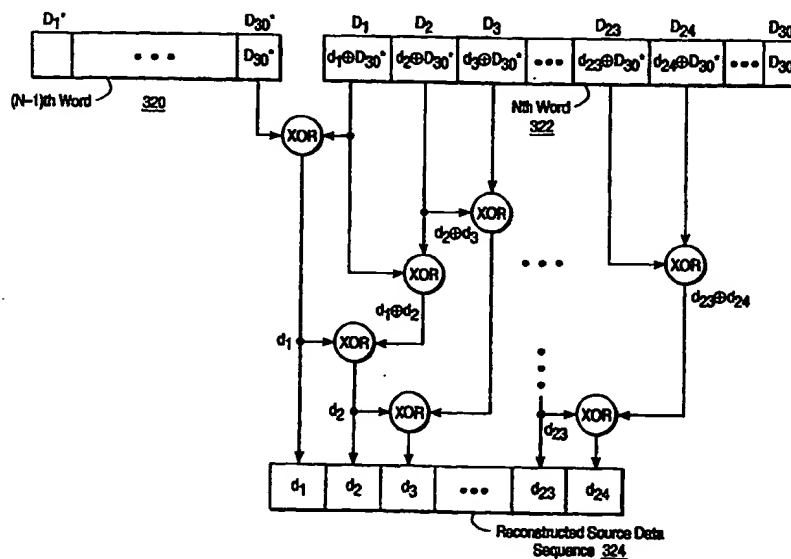 D1* D30* D1 D2 D3 D23 D24 D30
••• D30* d1⊕D30* d2⊕D30* d3⊕D30* ••• d23⊕D30* d24⊕D30* ••• D30
(N–1)th Word 320 Nth Word 322
XOR
XOR
d2⊕d3
XOR XOR
d1⊕d2 d23⊕d24
d1 XOR
d2 XOR d23 XOR
d1 d2 d3 ••• d23 d24
Reconstructed Source Data
Sequence 324